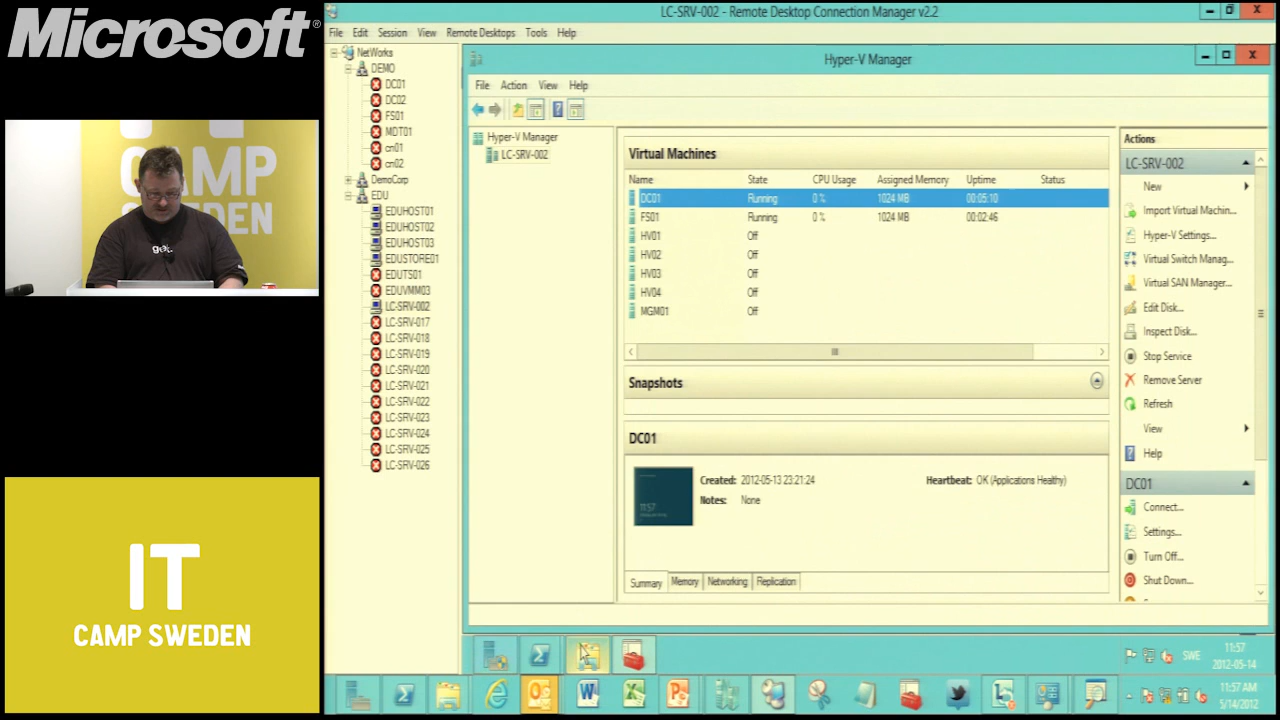 Microsoft®
CAMP
SWEDEN
IT
CAMP SWEDEN
LC-SRV-002 - Remote Desktop Connection Manager v2.2
File Edit Session View Remote Desktops Tools Help
NetWorks
DEMO
DC01
DC02
FS01
MDT01
cn01
cn02
DemoCorp
EDU
EDUHOST01
EDUHOST02
EDUHOST03
EDUSTORE01
EDUTS01
EDUVMM03
LC-SRV-002
LC-SRV-017
LC-SRV-018
LC-SRV-019
LC-SRV-020
LC-SRV-021
LC-SRV-022
LC-SRV-023
LC-SRV-024
LC-SRV-025
LC-SRV-026
Hyper-V Manager
File Action View Help
Hyper-V Manager
LC-SRV-002
Virtual Machines
Name State CPU Usage Assigned Memory Uptime Status
DC01 Running 0 % 1024 MB 00:05:10
FS01 Running 0 % 1024 MB 00:02:46
HV01 Off
HV02 Off
HV03 Off
HV04 Off
MGM01 Off
Snapshots
DC01
11:57
Created: 2012-05-13 23:21:24 Heartbeat: OK (Applications Healthy)
Notes: None
Summary Memory Networking Replication
Actions
LC-SRV-002
New
Import Virtual Machin...
Hyper-V Settings...
Virtual Switch Manag...
Virtual SAN Manager...
Edit Disk...
Inspect Disk...
Stop Service
Remove Server
Refresh
View
Help
DC01
Connect...
Settings...
Turn Off...
Shut Down...
SWE 11:57
2012-05-14
11:57 AM
5/14/2012